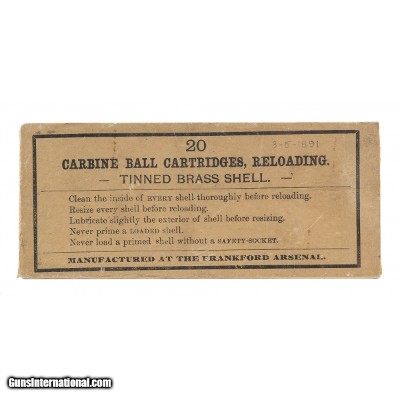 20
CARBINE BALL CARTRIDGES, RELOADING.
— TINNED BRASS SHELL. —
Clean the inside of EVERY shell thoroughly before reloading.
Resize every shell before reloading.
Lubricate slightly the exterior of shell before resizing.
Never prime a LOADED shell.
Never load a primed shell without a SAFETY-SOCKET.
MANUFACTURED AT THE FRANKFORD ARSENAL.
GunsInternational.com